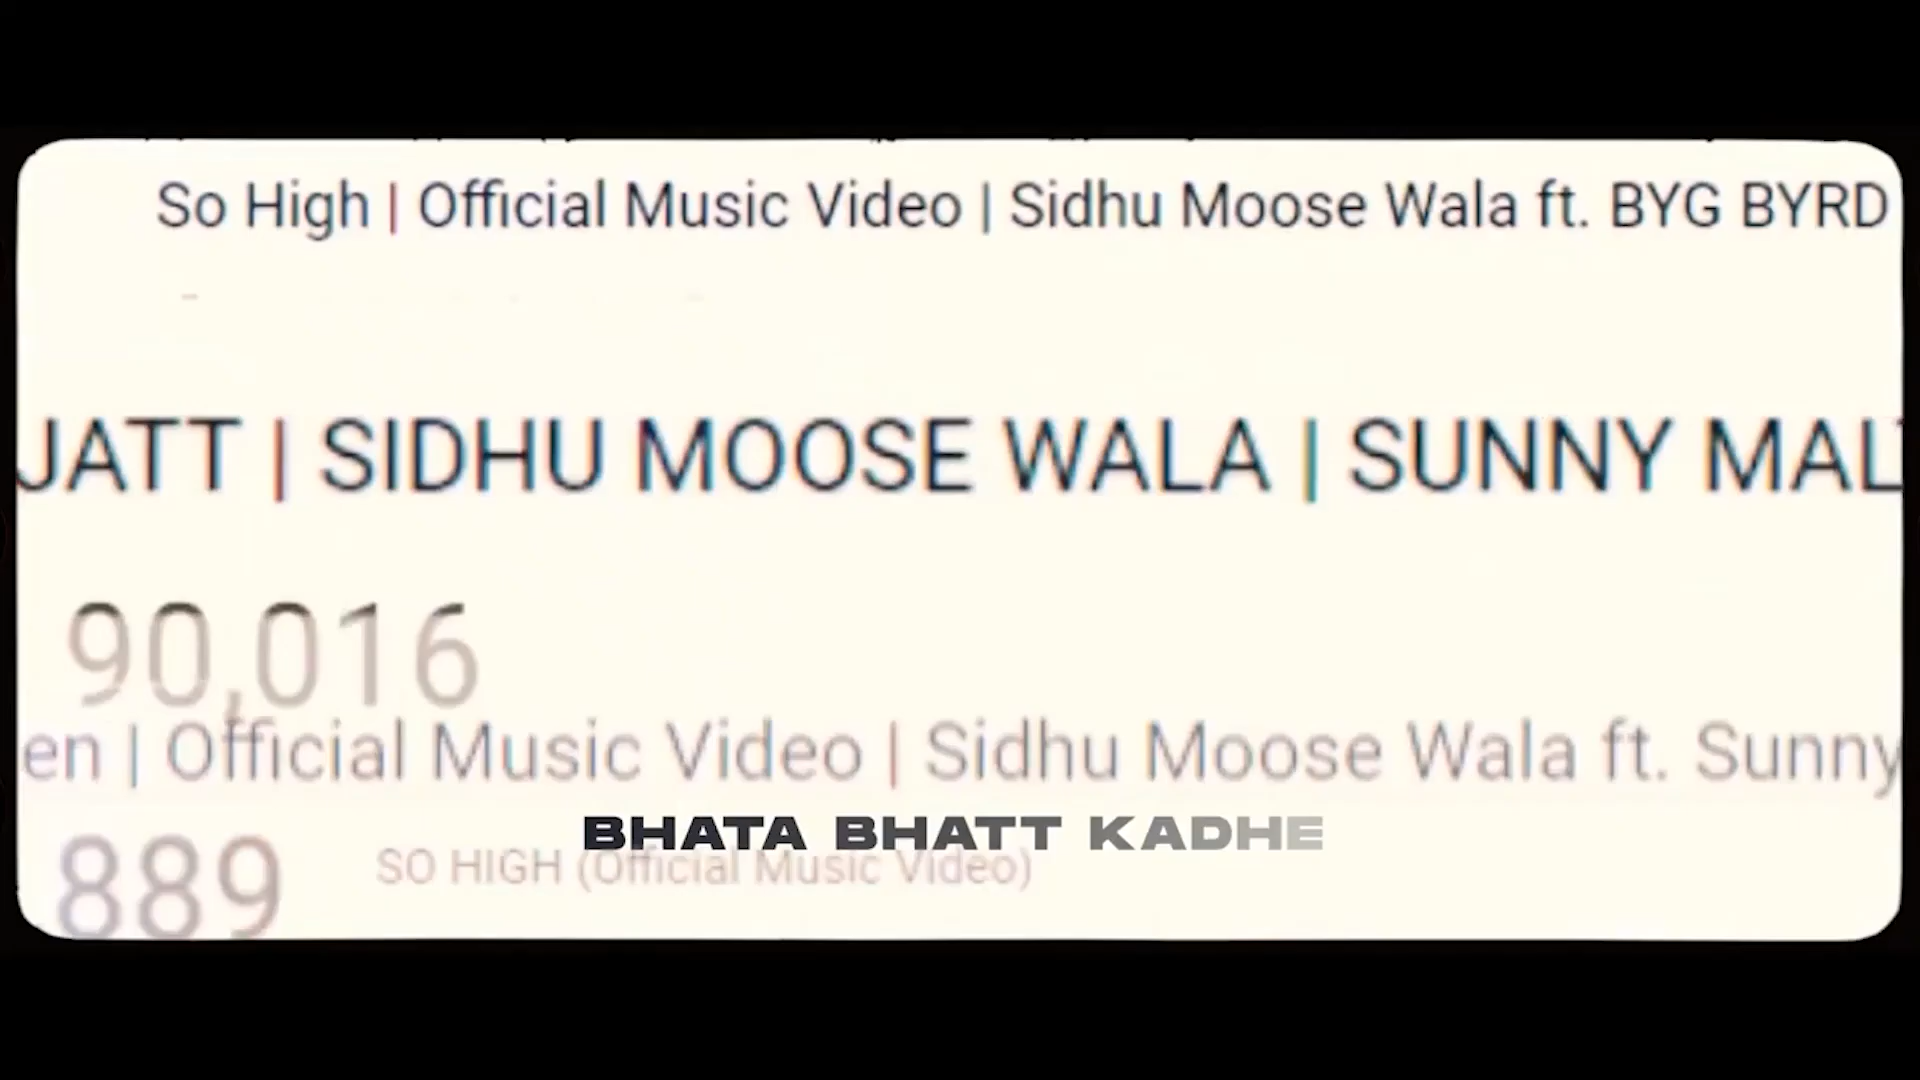 So High | Official Music Video | Sidhu Moose Wala ft. BYG BYRD
JATT | SIDHU MOOSE WALA | SUNNY MAL
90,016
en | Official Music Video | Sidhu Moose Wala ft. Sunny
BHATA BHATT KADHE
889
SO HIGH (Official Music Video)